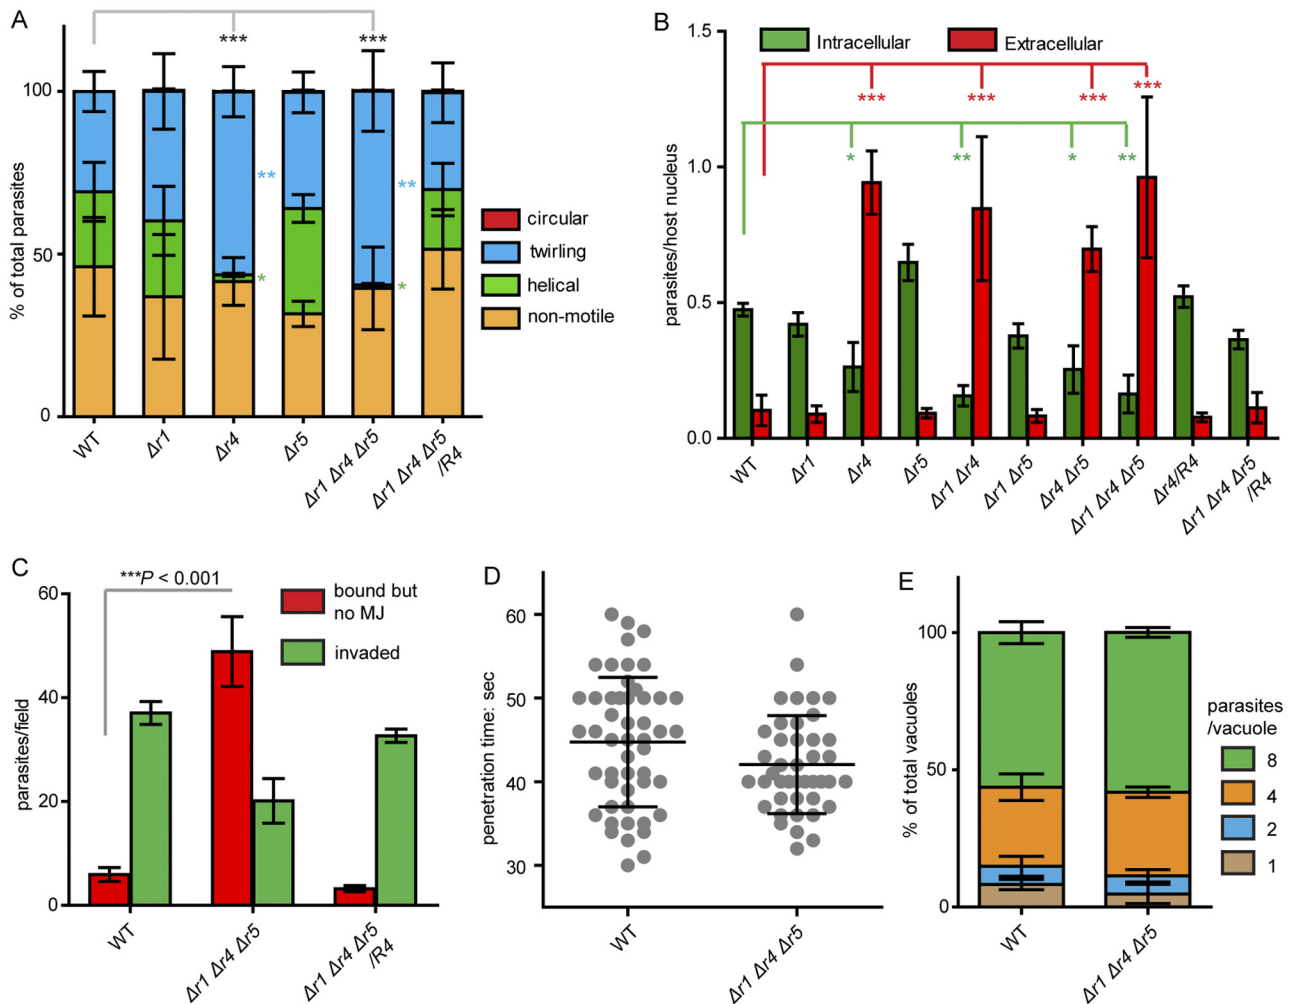 A
% of total parasites
100
50
0
*** ***
**
*
**
*
circular
twirling
helical
non-motile
WT
Δr1
Δr4
Δr5
Δr1 Δr4 Δr5
Δr1 Δr4 Δr5
/R4
B
parasites/host nucleus
1.5
1.0
0.5
0.0
Intracellular
Extracellular
*** *** *** ***
* ** * **
WT
Δr1
Δr4
Δr5
Δr1 Δr4
Δr1 Δr5
Δr4 Δr5
Δr1 Δr4 Δr5
Δr4/R4
Δr1 Δr4 Δr5
/R4
C
parasites/field
60
40
20
0
***P < 0.001
bound but
no MJ
invaded
WT
Δr1 Δr4 Δr5
Δr1 Δr4 Δr5
/R4
D
penetration time: sec
60
50
40
30
WT
Δr1 Δr4 Δr5
E
% of total vacuoles
100
50
0
parasites
/vacuole
8
4
2
1
WT
Δr1 Δr4 Δr5